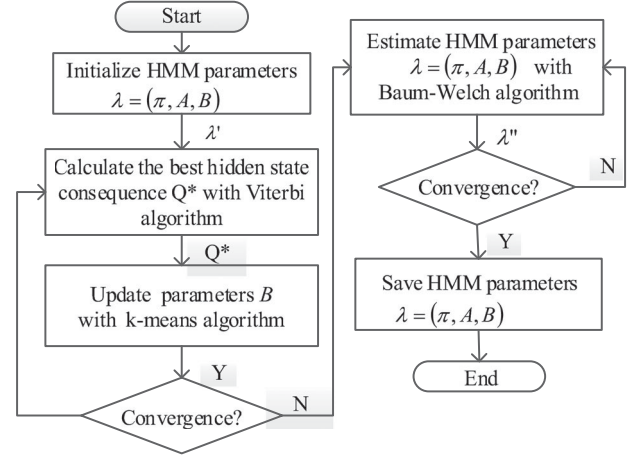 Start
Initialize HMM parameters
λ = (π, A, B)
λ'
Calculate the best hidden state
consequence Q* with Viterbi
algorithm
Q*
Update parameters B
with k-means algorithm
Y
Convergence?
N
Estimate HMM parameters
λ = (π, A, B) with
Baum-Welch algorithm
λ"
N
Convergence?
Y
Save HMM parameters
λ = (π, A, B)
End